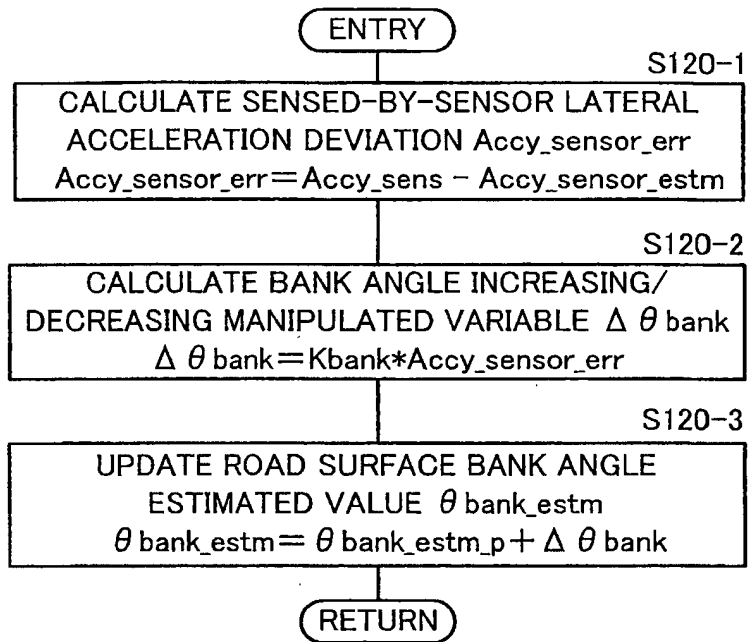 ENTRY
S120-1
CALCULATE SENSED-BY-SENSOR LATERAL
ACCELERATION DEVIATION Accy_sensor_err
Accy_sensor_err=Accy_sens - Accy_sensor_estm
S120-2
CALCULATE BANK ANGLE INCREASING/
DECREASING MANIPULATED VARIABLE Δ θ bank
Δ θ bank=Kbank*Accy_sensor_err
S120-3
UPDATE ROAD SURFACE BANK ANGLE
ESTIMATED VALUE θ bank_estm
θ bank_estm= θ bank_estm_p+ Δ θ bank
RETURN